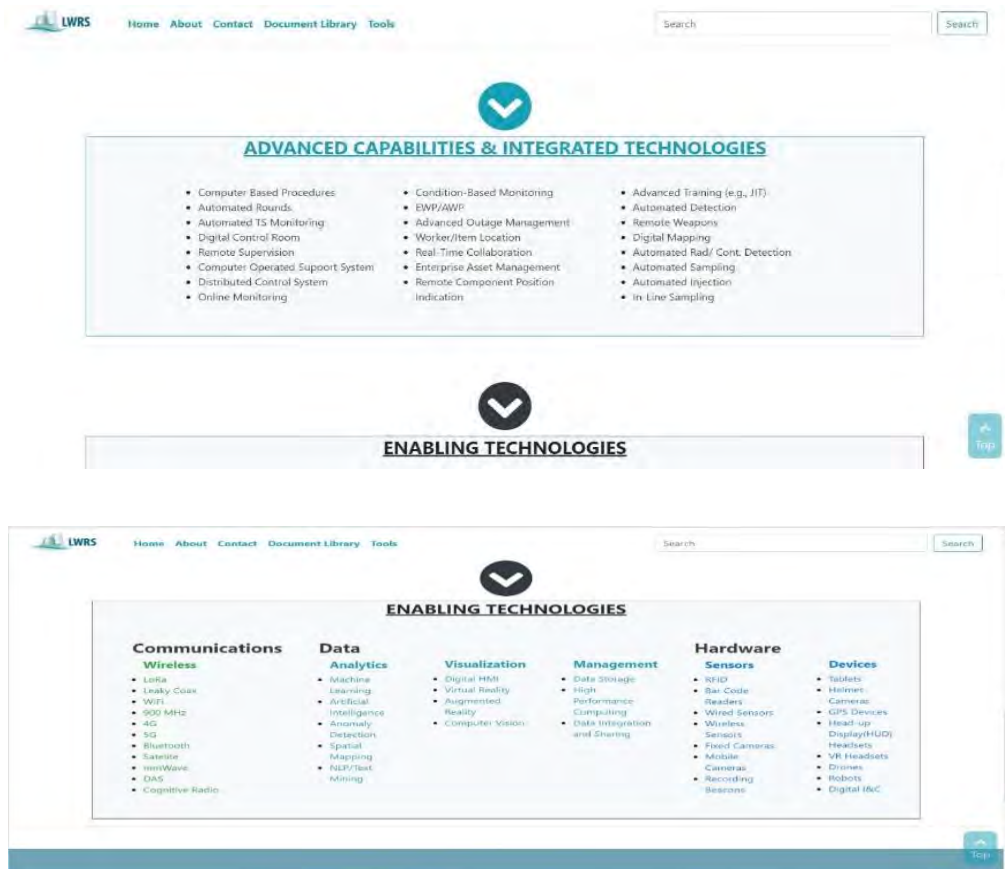 LWRS Home About Contact Document Library Tools Search Search
ADVANCED CAPABILITIES & INTEGRATED TECHNOLOGIES
• Computer Based Procedures
• Automated Rounds
• Automated TS Monitoring
• Digital Control Room
• Remote Supervision
• Computer Operated Support System
• Distributed Control System
• Online Monitoring
• Condition-Based Monitoring
• EWP/AWP
• Advanced Outage Management
• Worker/Item Location
• Real-Time Collaboration
• Enterprise Asset Management
• Remote Component Position
Indication
• Advanced Training (e.g., JIT)
• Automated Detection
• Remote Weapons
• Digital Mapping
• Automated Rad/ Cont. Detection
• Automated Sampling
• Automated Injection
• In-Line Sampling
ENABLING TECHNOLOGIES
Top
LWRS Home About Contact Document Library Tools Search Search
ENABLING TECHNOLOGIES
Communications
Wireless
• LoRa
• Leaky Coax
• WiFi
• 900 MHz
• 4G
• 5G
• Bluetooth
• Satelite
• mmWave
• DAS
• Cognitive Radio
Data
Analytics
• Machine
Learning
• Artificial
Intelligence
• Anomaly
Detection
• Spatial
Mapping
• NLP/Text
Mining
Visualization
• Digital HMI
• Virtual Reality
• Augmented
Reality
• Computer Vision
Management
• Data Storage
• High
Performance
Computing
• Data Integration
and Sharing
Hardware
Sensors
• RFID
• Bar Code
Readers
• Wired Sensors
• Wireless
Sensors
• Fixed Cameras
• Mobile
Cameras
• Recording
Beacons
Devices
• Tablets
• Helmet
Cameras
• GPS Devices
• Head-up
Display(HUD)
Headsets
• VR Headsets
• Drones
• Robots
• Digital I&C
Top